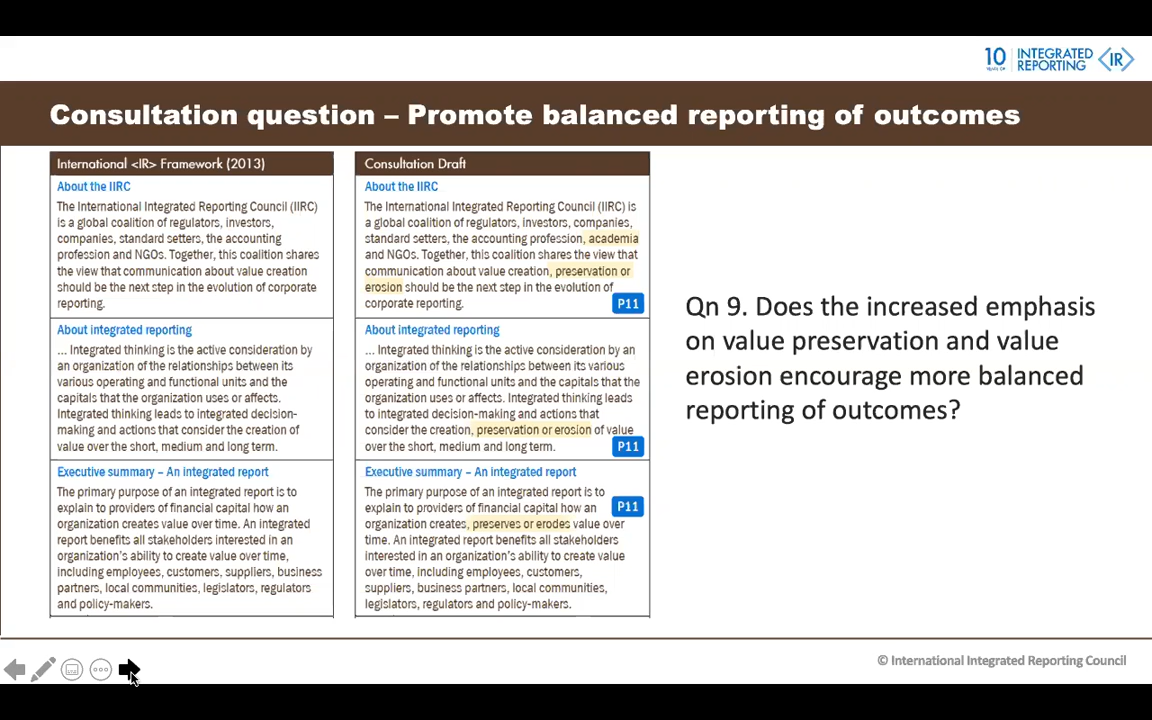 10
YEARS OF
INTEGRATED
REPORTING
<IR>
Consultation question – Promote balanced reporting of outcomes
International <IR> Framework (2013)
About the IIRC
The International Integrated Reporting Council (IIRC)
is a global coalition of regulators, investors,
companies, standard setters, the accounting
profession and NGOs. Together, this coalition shares
the view that communication about value creation
should be the next step in the evolution of corporate
reporting.
About integrated reporting
... Integrated thinking is the active consideration by
an organization of the relationships between its
various operating and functional units and the
capitals that the organization uses or affects.
Integrated thinking leads to integrated decision-
making and actions that consider the creation of
value over the short, medium and long term.
Executive summary – An integrated report
The primary purpose of an integrated report is to
explain to providers of financial capital how an
organization creates value over time. An integrated
report benefits all stakeholders interested in an
organization's ability to create value over time,
including employees, customers, suppliers, business
partners, local communities, legislators, regulators
and policy-makers.
Consultation Draft
About the IIRC
The International Integrated Reporting Council (IIRC) is
a global coalition of regulators, investors, companies,
standard setters, the accounting profession, academia
and NGOs. Together, this coalition shares the view that
communication about value creation, preservation or
erosion should be the next step in the evolution of
corporate reporting.
P11
About integrated reporting
... Integrated thinking is the active consideration by an
organization of the relationships between its various
operating and functional units and the capitals that the
organization uses or affects. Integrated thinking leads
to integrated decision-making and actions that
consider the creation, preservation or erosion of value
over the short, medium and long term.
P11
Executive summary – An integrated report
The primary purpose of an integrated report is to
explain to providers of financial capital how an
P11
organization creates, preserves or erodes value over
time. An integrated report benefits all stakeholders
interested in an organization's ability to create value
over time, including employees, customers,
suppliers, business partners, local communities,
legislators, regulators and policy-makers.
Qn 9. Does the increased emphasis
on value preservation and value
erosion encourage more balanced
reporting of outcomes?
© International Integrated Reporting Council